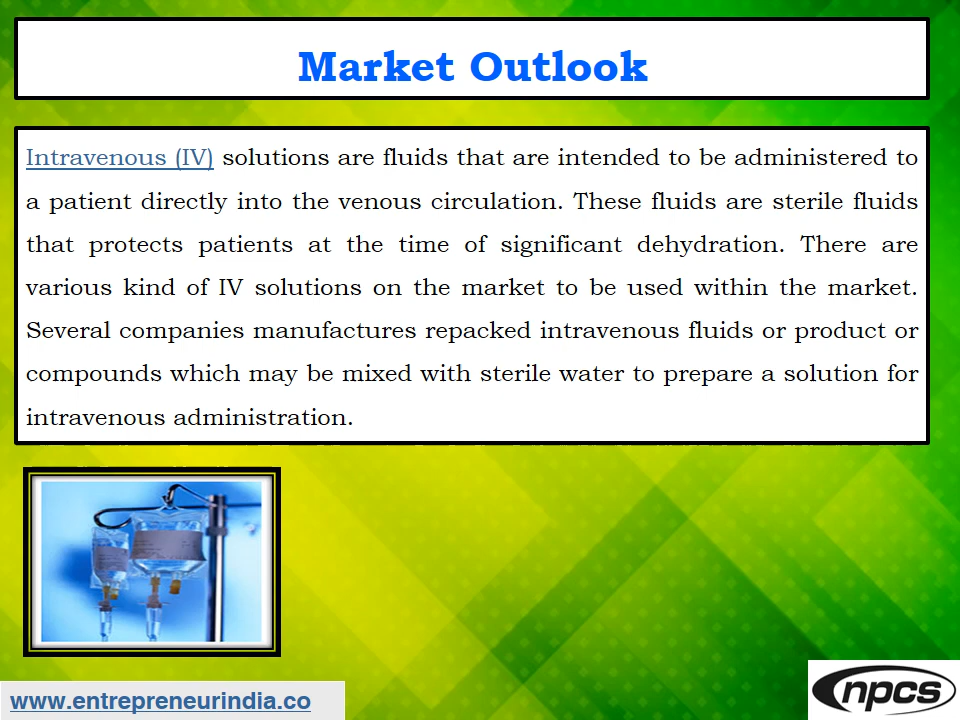 Market Outlook
Intravenous (IV) solutions are fluids that are intended to be administered to
a patient directly into the venous circulation. These fluids are sterile fluids
that protects patients at the time of significant dehydration. There are
various kind of IV solutions on the market to be used within the market.
Several companies manufactures repacked intravenous fluids or product or
compounds which may be mixed with sterile water to prepare a solution for
intravenous administration.
www.entrepreneurindia.co
npcs